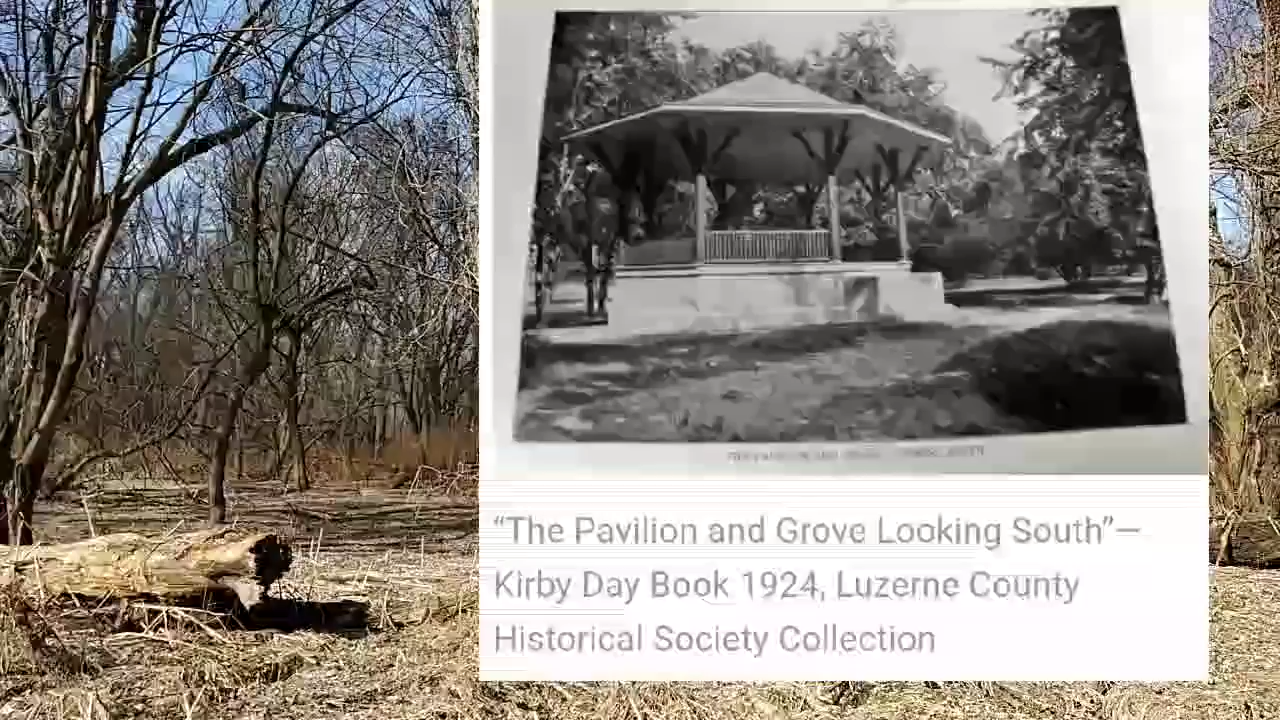 “The Pavilion and Grove Looking South”—
Kirby Day Book 1924, Luzerne County
Historical Society Collection